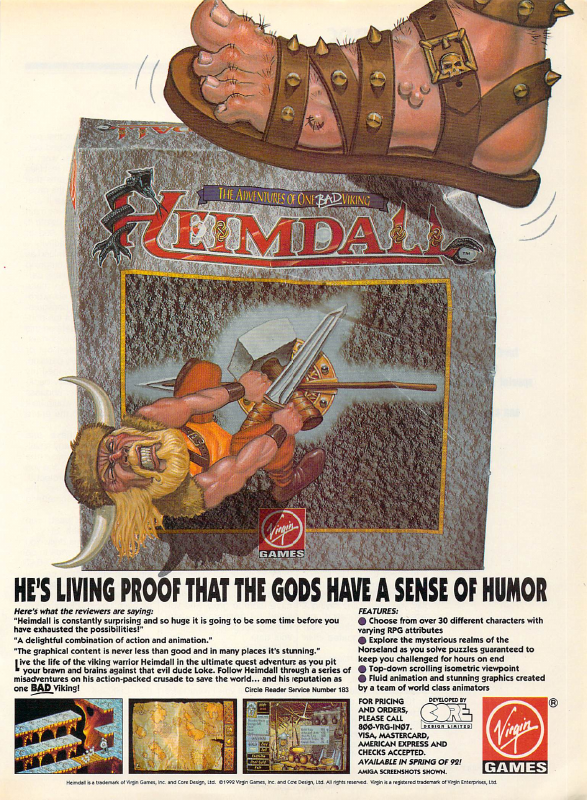 THE ADVENTURES OF ONE BAD VIKING
HEIMDALL
TM
Virgin
GAMES
HE'S LIVING PROOF THAT THE GODS HAVE A SENSE OF HUMOR
Here's what the reviewers are saying:
"Heimdall is constantly surprising and so huge it is going to be some time before you
have exhausted the possibilities!"
"A delightful combination of action and animation."
"The graphical content is never less than good and in many places it's stunning."
Live the life of the viking warrior Heimdall in the ultimate quest adventure as you pit
your brawn and brains against that evil dude Loke. Follow Heimdall through a series of
misadventures on his action-packed crusade to save the world... and his reputation as
one BAD Viking!
Circle Reader Service Number 183
FEATURES:
Choose from over 30 different characters with
varying RPG attributes
Explore the mysterious realms of the
Norseland as you solve puzzles guaranteed to
keep you challenged for hours on end
Top-down scrolling isometric viewpoint
Fluid animation and stunning graphics created
by a team of world class animators
FOR PRICING
AND ORDERS,
PLEASE CALL
800-VRG-IN07.
VISA, MASTERCARD,
AMERICAN EXPRESS AND
CHECKS ACCEPTED.
AVAILABLE IN SPRING OF 92!
AMIGA SCREENSHOTS SHOWN.
DEVELOPED BY
CORE
DESIGN LIMITED
Virgin
®
GAMES
Heimdall is a trademark of Virgin Games, Inc. and Core Design, Ltd. ©1992 Virgin Games, Inc. and Core Design, Ltd. All rights reserved. Virgin is a registered trademark of Virgin Enterprises, Ltd.